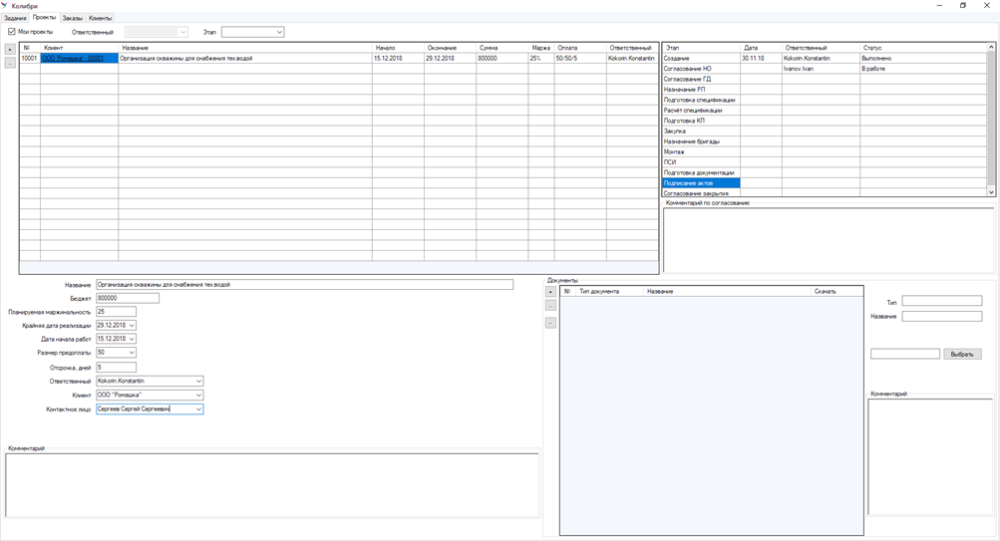 Колибри
Задания Проекты Заказы Клиенты
Мои проекты Ответственный Этап
+
...
№ Клиент Название Начало Окончание Сумма Маржа Оплата Ответственный
10001 ООО "Ромашка" - 00001 Организация скважины для снабжения тех.водой 15.12.2018 29.12.2018 800000 25% 50/50/5 Kokorin.Konstantin
Этап Дата Ответственный Статус
Создание 30.11.18 Kokorin.Konstantin Выполнено
Согласование НО Ivanov.Ivan В работе
Согласование ГД
Назначание РП
Подготовка спецификации
Расчёт спецификации
Подготовка КП
Закупка
Назначение бригады
Монтаж
ПСИ
Подготовка документации
Подписание актов
Согласование закрытия
Комментарий по согласованию
Название Организация скважины для снабжения тех.водой
Бюджет 800000
Планируемая маржинальность 25
Крайняя дата реализации 29.12.2018
Дата начала работ 15.12.2018
Размер предоплаты 50
Отсрочка, дней 5
Ответственный Kokorin.Konstantin
Клиент ООО "Ромашка"
Контактное лицо Сергеев Сергей Сергеевич
Комментарий
Документы
+
...
-
№ Тип документа Название Скачать
Тип
Название
Выбрать
Комментарий